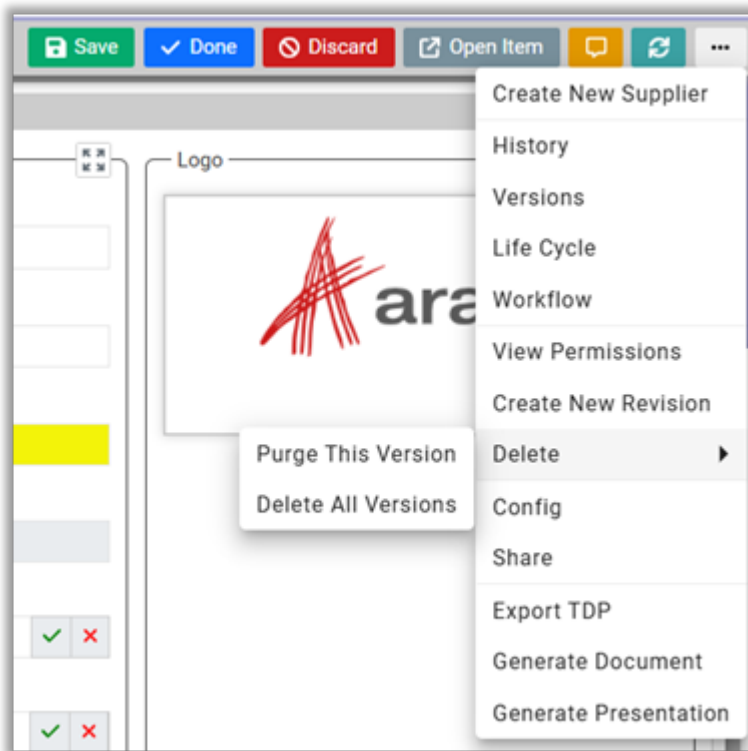 Save
Done
Discard
Open Item
Create New Supplier
Logo
History
Versions
Life Cycle
ara
Workflow
View Permissions
Create New Revision
Purge This Version
Delete
Delete All Versions
Config
Share
Export TDP
Generate Document
Generate Presentation